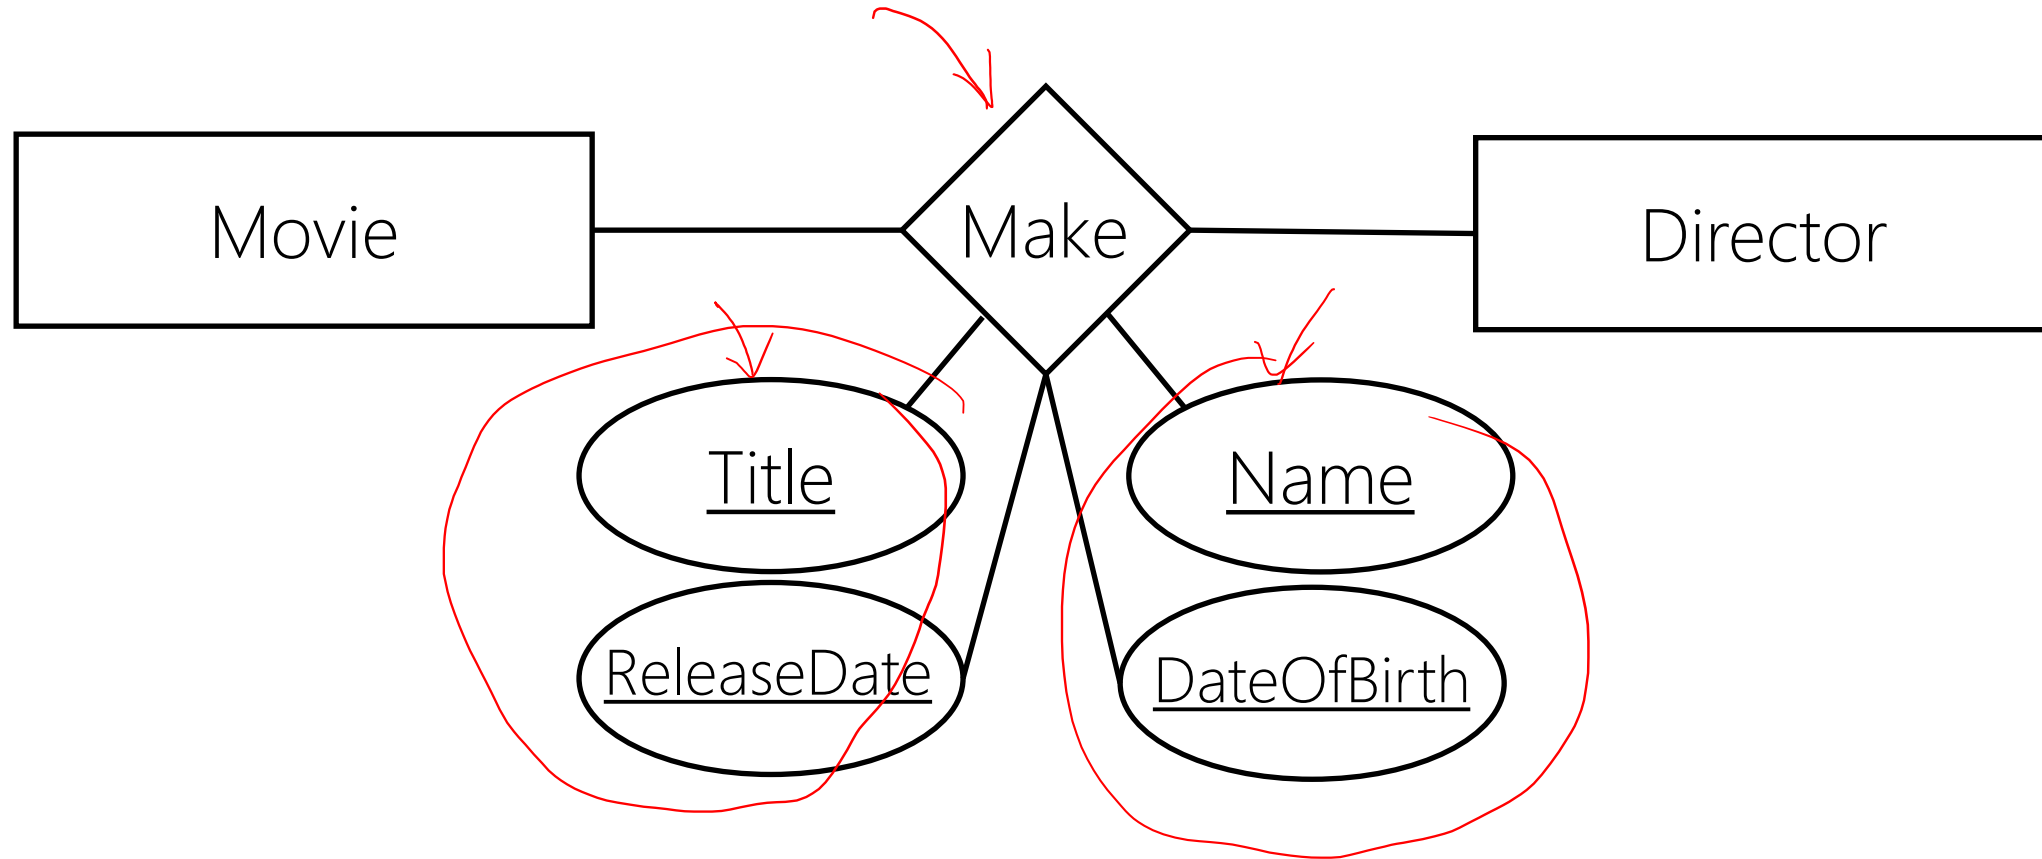 Movie
Make
Director
Title
Name
ReleaseDate
DateOfBirth